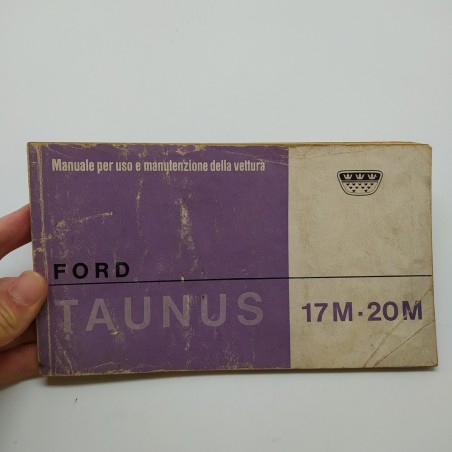 Manuale per uso e manutenzione della vettura
FORD
TAUNUS
17M·20M